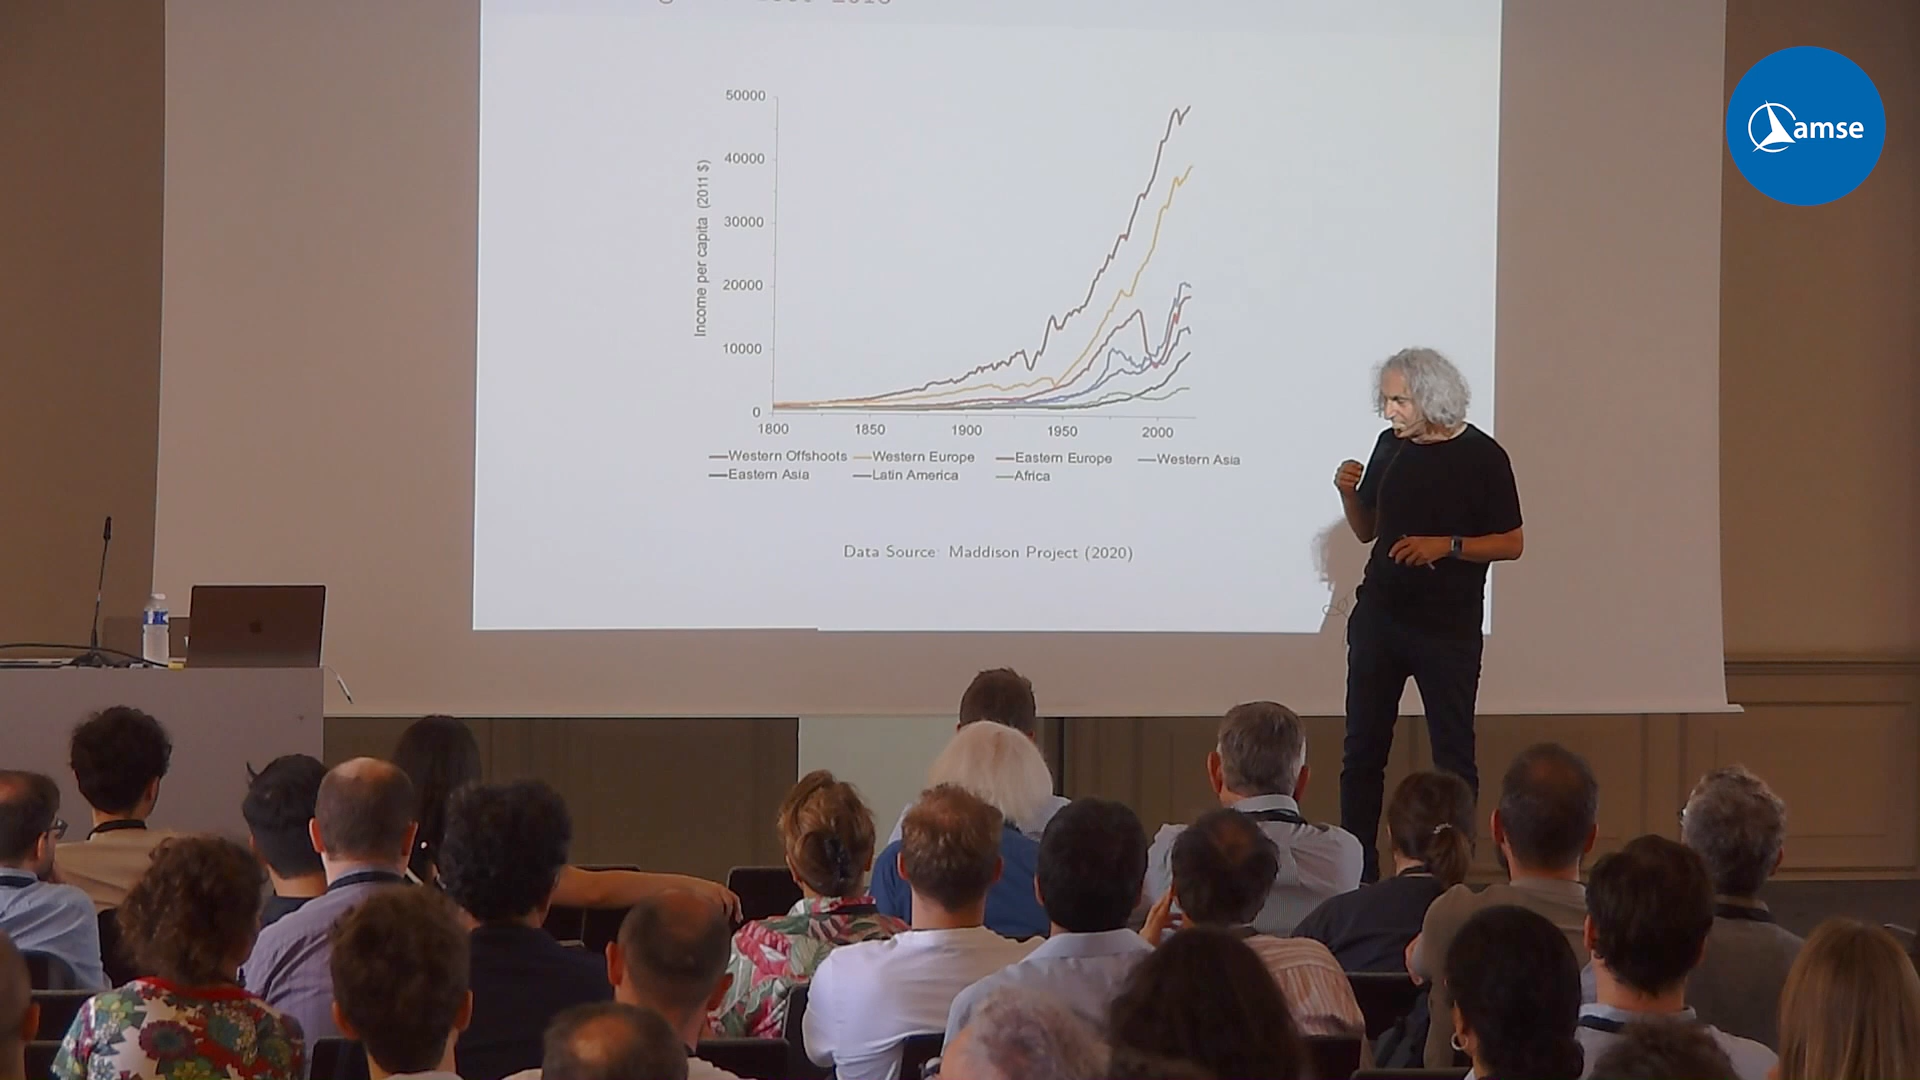 amse
50000
40000
30000
20000
10000
0
Income per capita (2011 $)
1800 1850 1900 1950 2000
Western Offshoots Western Europe Eastern Europe Western Asia
Eastern Asia Latin America Africa
Data Source: Maddison Project (2020)